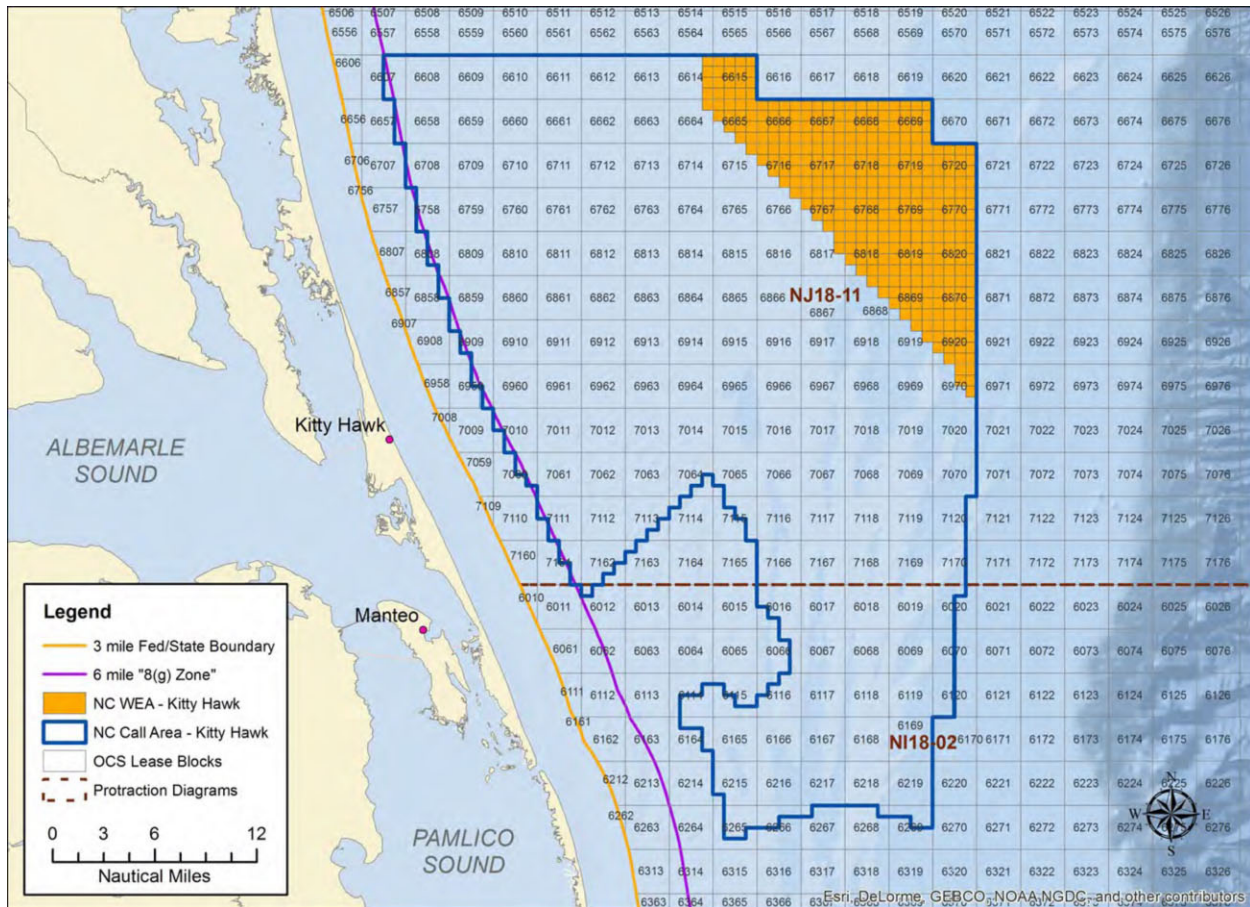 6506 6507 6508 6509 6510 6511 6512 6513 6514 6515 6516 6517 6518 6519 6520 6521 6522 6523 6524 6525 6526
6556 6557 6558 6559 6560 6561 6562 6563 6564 6565 6566 6567 6568 6569 6570 6571 6572 6573 6574 6575 6576
6606 6607 6608 6609 6610 6611 6612 6613 6614 6615 6616 6617 6618 6619 6620 6621 6622 6623 6624 6625 6626
6656 6657 6658 6659 6660 6661 6662 6663 6664 6665 6666 6667 6668 6669 6670 6671 6672 6673 6674 6675 6676
6706 6707 6708 6709 6710 6711 6712 6713 6714 6715 6716 6717 6718 6719 6720 6721 6722 6723 6724 6725 6726
6756 6757 6758 6759 6760 6761 6762 6763 6764 6765 6766 6767 6768 6769 6770 6771 6772 6773 6774 6775 6776
6807 6808 6809 6810 6811 6812 6813 6814 6815 6816 6817 6818 6819 6820 6821 6822 6823 6824 6825 6826
6857 6858 6859 6860 6861 6862 6863 6864 6865 6866 NJ18-11 6869 6870 6871 6872 6873 6874 6875 6876
6867 6868
6907 6908 6909 6910 6911 6912 6913 6914 6915 6916 6917 6918 6919 6920 6921 6922 6923 6924 6925 6926
6958 6959 6960 6961 6962 6963 6964 6965 6966 6967 6968 6969 6970 6971 6972 6973 6974 6975 6976
7008 7009 7010 7011 7012 7013 7014 7015 7016 7017 7018 7019 7020 7021 7022 7023 7024 7025 7026
Kitty Hawk
ALBEMARLE
SOUND
7059 7060 7061 7062 7063 7064 7065 7066 7067 7068 7069 7070 7071 7072 7073 7074 7075 7076
7109 7110 7111 7112 7113 7114 7115 7116 7117 7118 7119 7120 7121 7122 7123 7124 7125 7126
7160 7161 7162 7163 7164 7165 7166 7167 7168 7169 7170 7171 7172 7173 7174 7175 7176
6010 6011 6012 6013 6014 6015 6016 6017 6018 6019 6020 6021 6022 6023 6024 6025 6026
Manteo
6061 6062 6063 6064 6065 6066 6067 6068 6069 6070 6071 6072 6073 6074 6075 6076
6111 6112 6113 6114 6115 6116 6117 6118 6119 6120 6121 6122 6123 6124 6125 6126
6161 6162 6163 6164 6165 6166 6167 6168 6169 6170 6171 6172 6173 6174 6175 6176
NI18-02
6212 6213 6214 6215 6216 6217 6218 6219 6220 6221 6222 6223 6224 6225 6226
6262 6263 6264 6265 6266 6267 6268 6269 6270 6271 6272 6273 6274 6275 6276
PAMLICO
SOUND
6313 6314 6315 6316 6317 6318 6319 6320 6321 6322 6323 6324 6325 6326
6363 6364 6365 6366
N
W E
S
Legend
3 mile Fed/State Boundary
6 mile "8(g) Zone"
NC WEA - Kitty Hawk
NC Call Area - Kitty Hawk
OCS Lease Blocks
Protraction Diagrams
0 3 6 12
Nautical Miles
Esri, DeLorme, GEBCO, NOAA NGDC, and other contributors